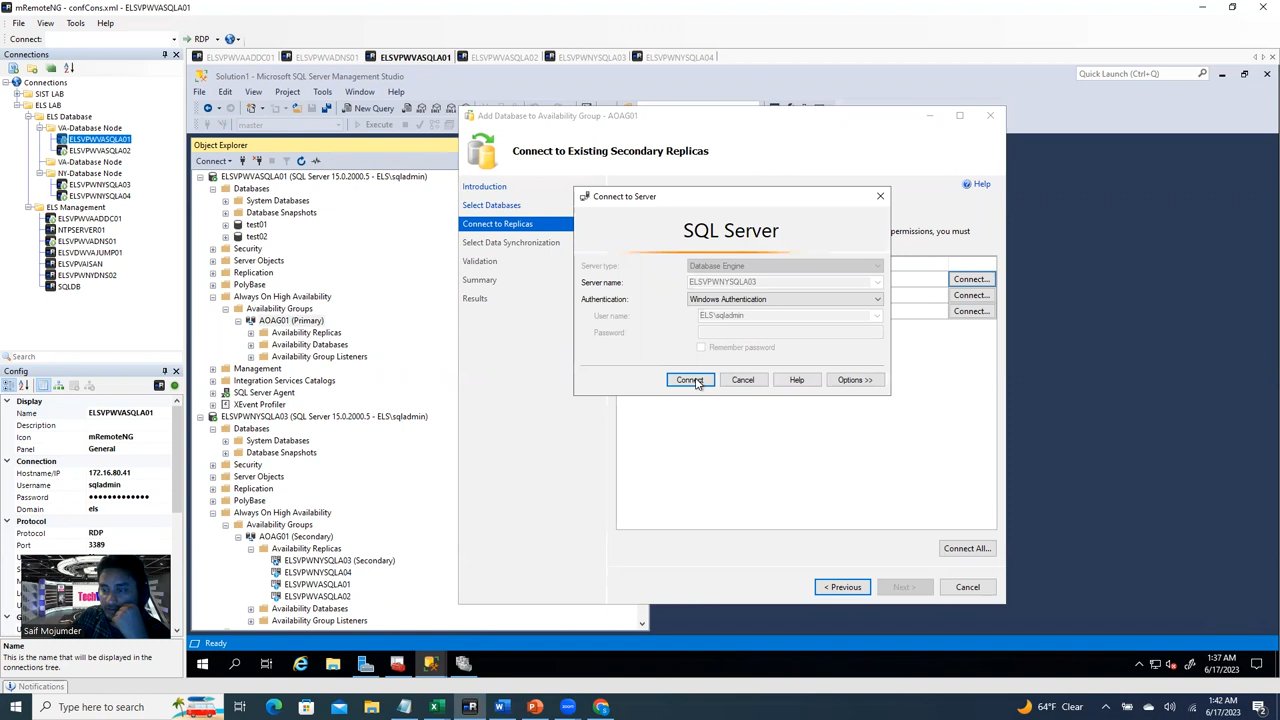 mRemoteNG - confCons.xml - ELSVPWVASQLA01
File View Tools Help
Connect: RDP
Connections
Connections
SIST LAB
ELS LAB
ELS Database
VA-Database Node
ELSVPWVASQLA01
ELSVPWVASQLA02
VA-Database Node
NY-Database Node
ELSVPWNYSQLA03
ELSVPWNYSQLA04
ELS Management
ELSVPWVAADDC01
NTPSERVER01
ELSVPWVADNS01
ELSVDWVAJUMP01
ELSVPVAISAN
ELSVPWNYDNS02
SQLDB
Search
Config
Display
Name ELSVPWVASQLA01
Description
Icon mRemoteNG
Panel General
Connection
Hostname/IP 172.16.80.41
Username sqladmin
Password ••••••••••••
Domain els
Protocol
Protocol RDP
Port 3389
Tech
Saif Mojumder
Name
This is the name that will be displayed in the connections tree.
Notifications
ELSVPWVAADDC01 ELSVPWVADNS01 ELSVPWVASQLA01 ELSVPWVASQLA02 ELSVPWNYSQLA03 ELSVPWNYSQLA04
Solution1 - Microsoft SQL Server Management Studio
Quick Launch (Ctrl+Q)
File Edit View Project Tools Window Help
New Query
master Execute
Object Explorer
Connect
ELSVPWVASQLA01 (SQL Server 15.0.2000.5 - ELS\sqladmin)
Databases
System Databases
Database Snapshots
test01
test02
Security
Server Objects
Replication
PolyBase
Always On High Availability
Availability Groups
AOAG01 (Primary)
Availability Replicas
Availability Databases
Availability Group Listeners
Management
Integration Services Catalogs
SQL Server Agent
XEvent Profiler
ELSVPWNYSQLA03 (SQL Server 15.0.2000.5 - ELS\sqladmin)
Databases
System Databases
Database Snapshots
Security
Server Objects
Replication
PolyBase
Always On High Availability
Availability Groups
AOAG01 (Secondary)
Availability Replicas
ELSVPWNYSQLA03 (Secondary)
ELSVPWNYSQLA04
ELSVPWVASQLA01
ELSVPWVASQLA02
Availability Databases
Availability Group Listeners
Ready
Add Database to Availability Group - AOAG01
Connect to Existing Secondary Replicas
Introduction
Select Databases
Connect to Replicas
Select Data Synchronization
Validation
Summary
Results
Help
permissions, you must
Connect...
Connect...
Connect...
Connect All...
< Previous Next > Cancel
Connect to Server
SQL Server
Server type: Database Engine
Server name: ELSVPWNYSQLA03
Authentication: Windows Authentication
User name: ELS\sqladmin
Password:
Remember password
Connect Cancel Help Options >>
1:37 AM
6/17/2023
Type here to search
64°F Clear
1:42 AM
6/17/2023
2